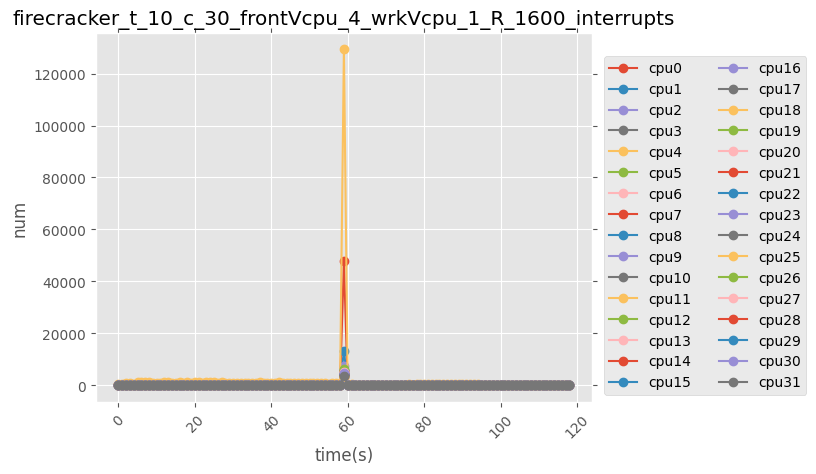 firecracker_t_10_c_30_frontVcpu_4_wrkVcpu_1_R_1600_interrupts
120000
100000
80000
60000
40000
20000
0
num
0
20
40
60
80
100
120
time(s)
cpu0
cpu1
cpu2
cpu3
cpu4
cpu5
cpu6
cpu7
cpu8
cpu9
cpu10
cpu11
cpu12
cpu13
cpu14
cpu15
cpu16
cpu17
cpu18
cpu19
cpu20
cpu21
cpu22
cpu23
cpu24
cpu25
cpu26
cpu27
cpu28
cpu29
cpu30
cpu31